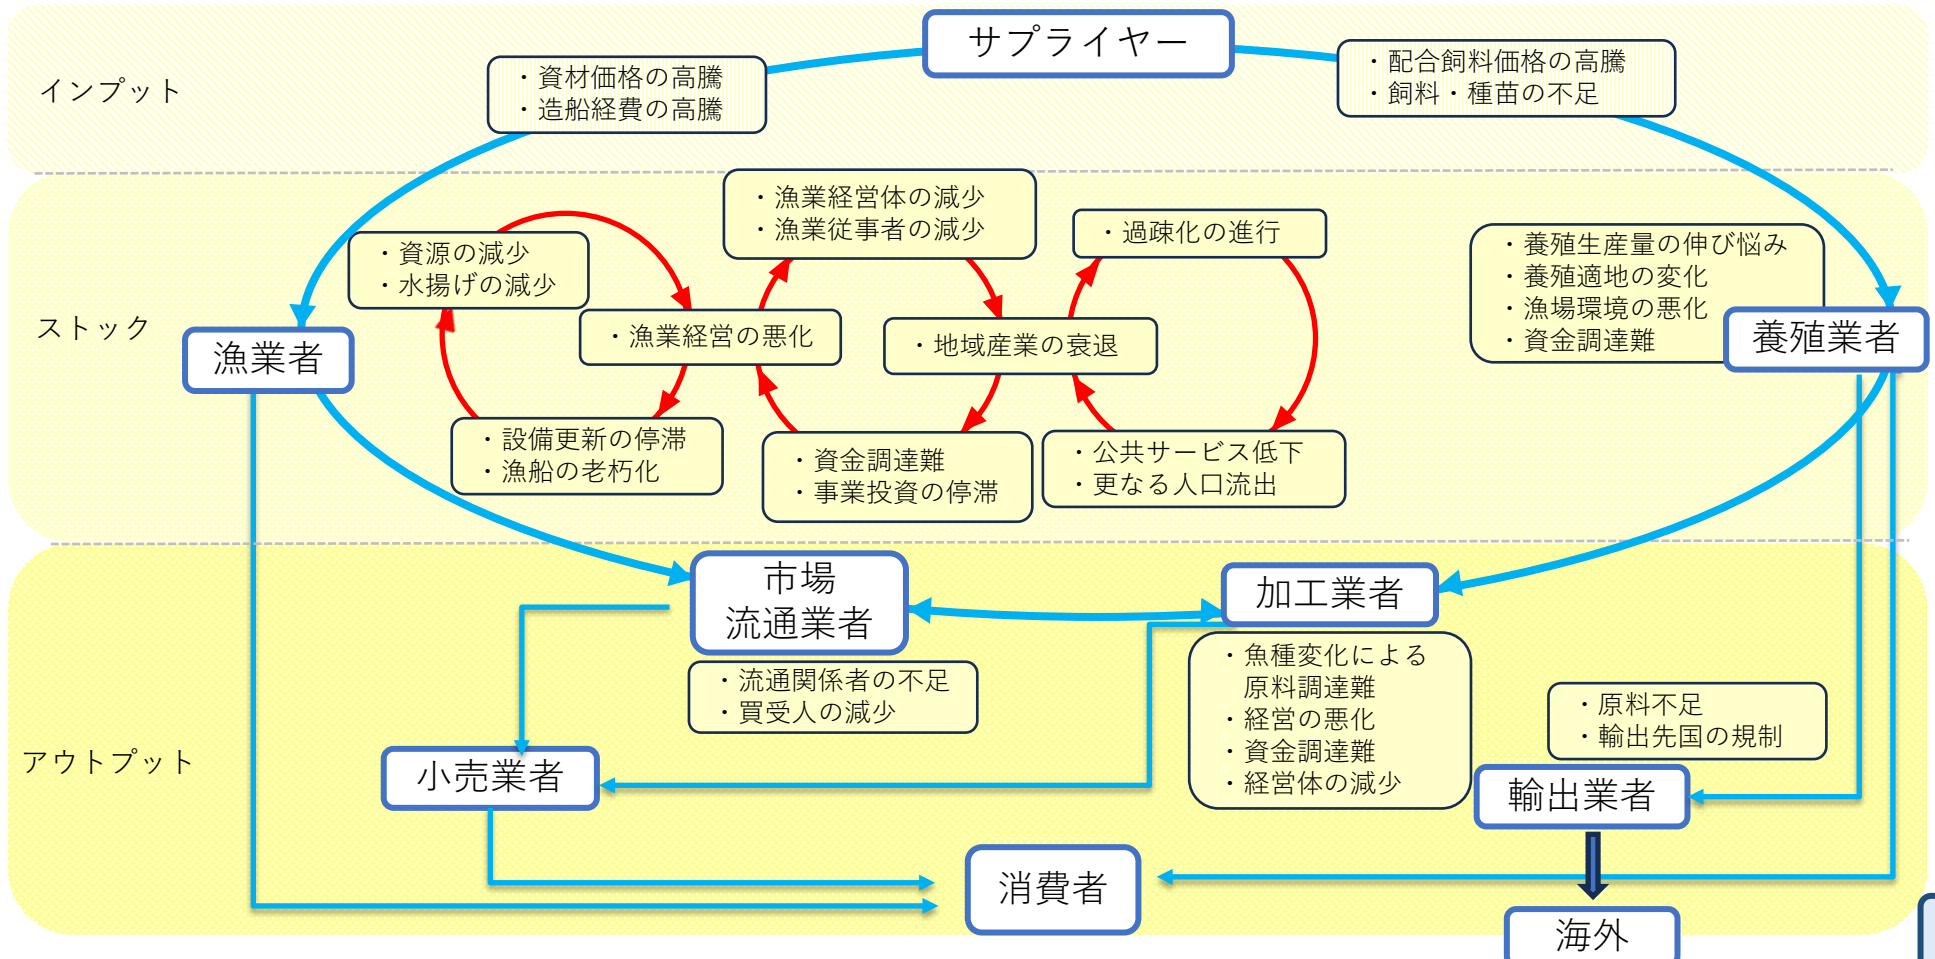 サプライヤー
インプット
・資材価格の高騰
・造船経費の高騰
・配合飼料価格の高騰
・飼料・種苗の不足
ストック
・資源の減少
・水揚げの減少
・漁業経営体の減少
・漁業従事者の減少
・過疎化の進行
・養殖生産量の伸び悩み
・養殖適地の変化
・漁場環境の悪化
・資金調達難
漁業者
・漁業経営の悪化
・地域産業の衰退
養殖業者
・設備更新の停滞
・漁船の老朽化
・資金調達難
・事業投資の停滞
・公共サービス低下
・更なる人口流出
アウトプット
市場
流通業者
加工業者
・流通関係者の不足
・買受人の減少
・魚種変化による
原料調達難
・経営の悪化
・資金調達難
・経営体の減少
・原料不足
・輸出先国の規制
小売業者
輸出業者
消費者
海外